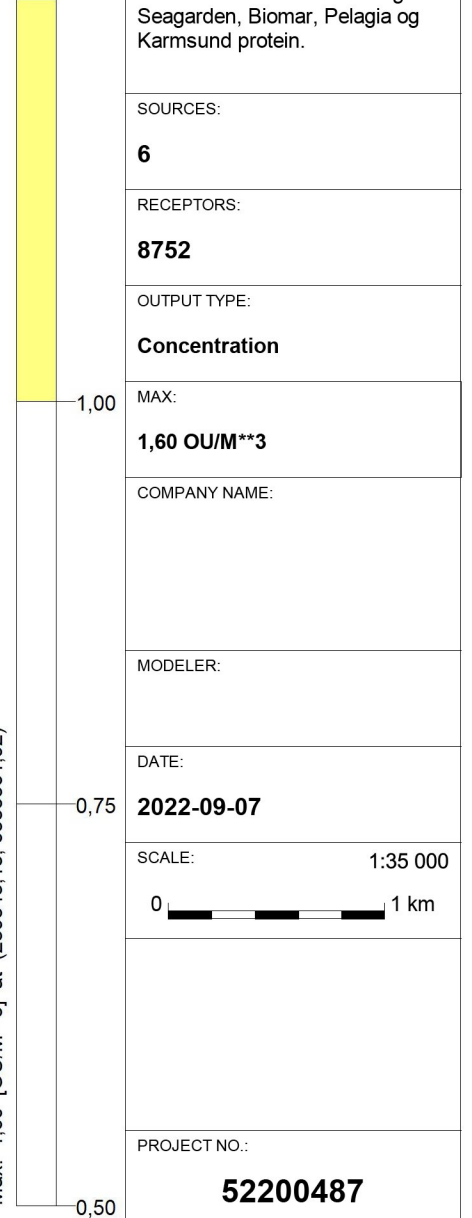 Seagarden, Biomar, Pelagia og
Karmsund protein.
SOURCES:
6
RECEPTORS:
8752
OUTPUT TYPE:
Concentration
MAX:
1,60 OU/M**3
COMPANY NAME:
MODELER:
DATE:
2022-09-07
SCALE:
1:35 000
0
1 km
PROJECT NO.:
52200487
1,00
0,75
0,50